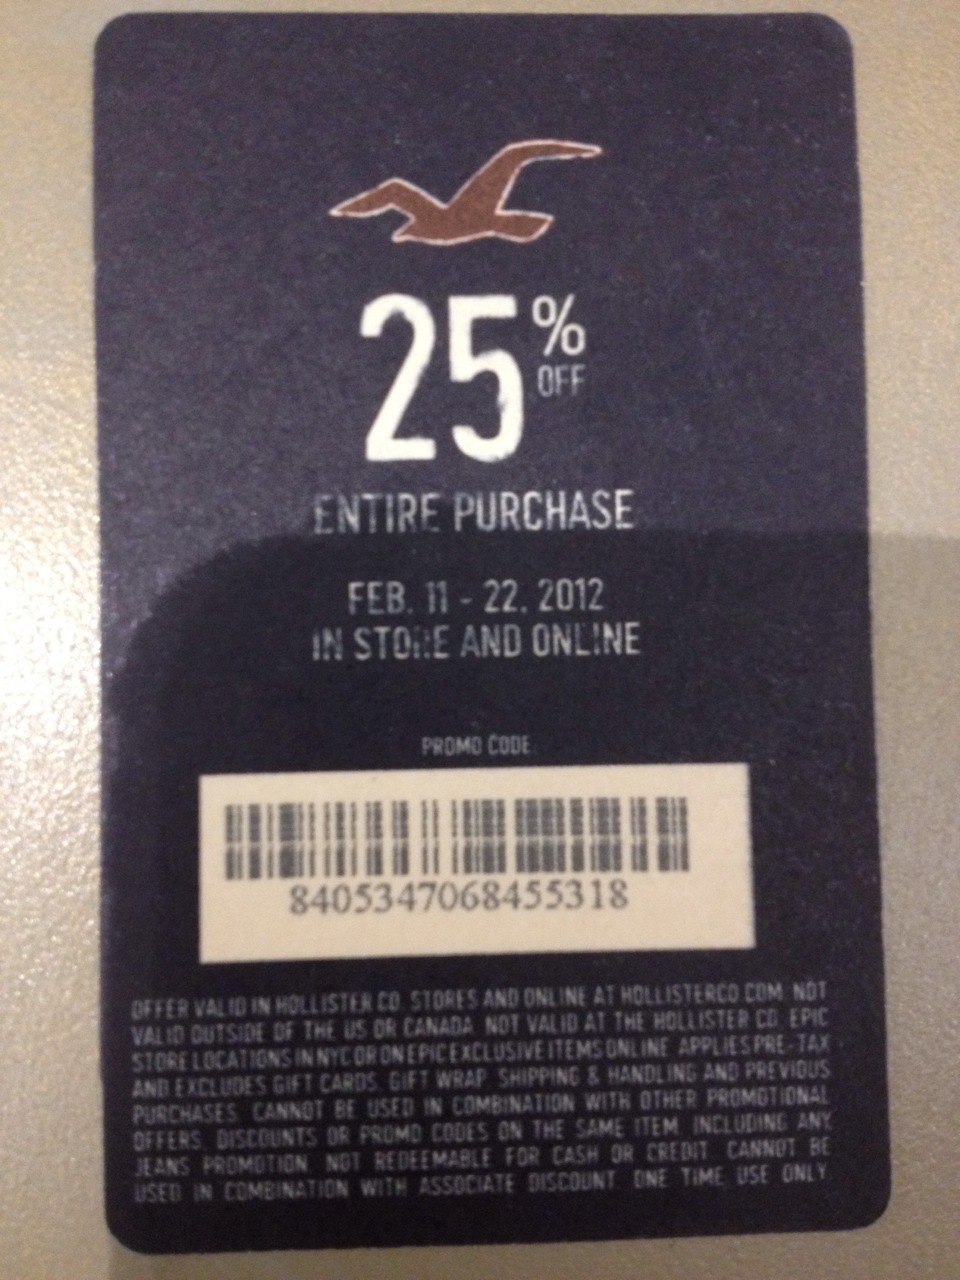 25% OFF
ENTIRE PURCHASE
FEB. 11 - 22, 2012
IN STORE AND ONLINE
PROMO CODE:
8405347068455318
OFFER VALID IN HOLLISTER CO. STORES AND ONLINE AT HOLLISTERCO.COM. NOT
VALID OUTSIDE OF THE US OR CANADA. NOT VALID AT THE HOLLISTER CO. EPIC
STORE LOCATIONS IN NYC OR ON EPIC EXCLUSIVE ITEMS ONLINE. APPLIES PRE-TAX
AND EXCLUDES GIFT CARDS, GIFT WRAP, SHIPPING & HANDLING AND PREVIOUS
PURCHASES. CANNOT BE USED IN COMBINATION WITH OTHER PROMOTIONAL
OFFERS, DISCOUNTS OR PROMO CODES ON THE SAME ITEM, INCLUDING ANY
JEANS PROMOTION. NOT REDEEMABLE FOR CASH OR CREDIT. CANNOT BE
USED IN COMBINATION WITH ASSOCIATE DISCOUNT. ONE TIME USE ONLY.